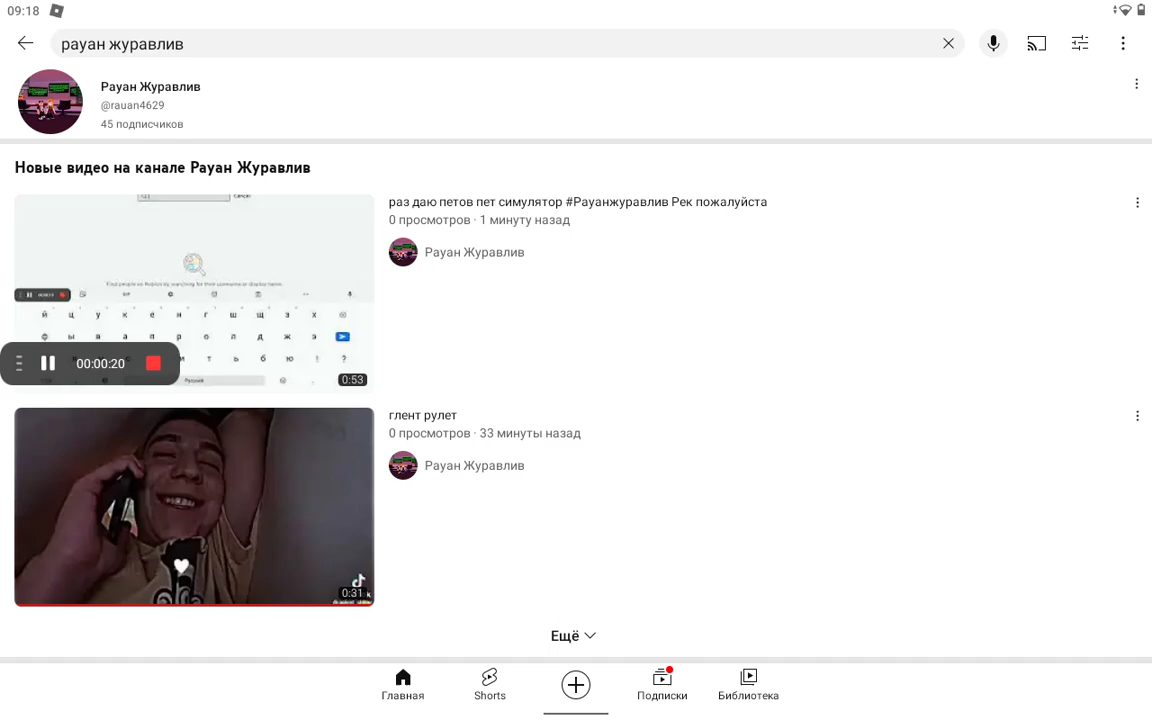 09:18
рауан журавлив
Рауан Журавлив
@rauan4629
45 подписчиков
Новые видео на канале Рауан Журавлив
раз даю петов пет симулятор #Рауанжуравлив Рек пожалуйста
0 просмотров · 1 минуту назад
Рауан Журавлив
й ц у к е н г ш щ з х
ф ы в а п р о л д ж э
и т ь б ю ! ?
Русский
00:00:20
0:53
глент рулет
0 просмотров · 33 минуты назад
Рауан Журавлив
0:31
Ещё
Главная
Shorts
Подписки
Библиотека